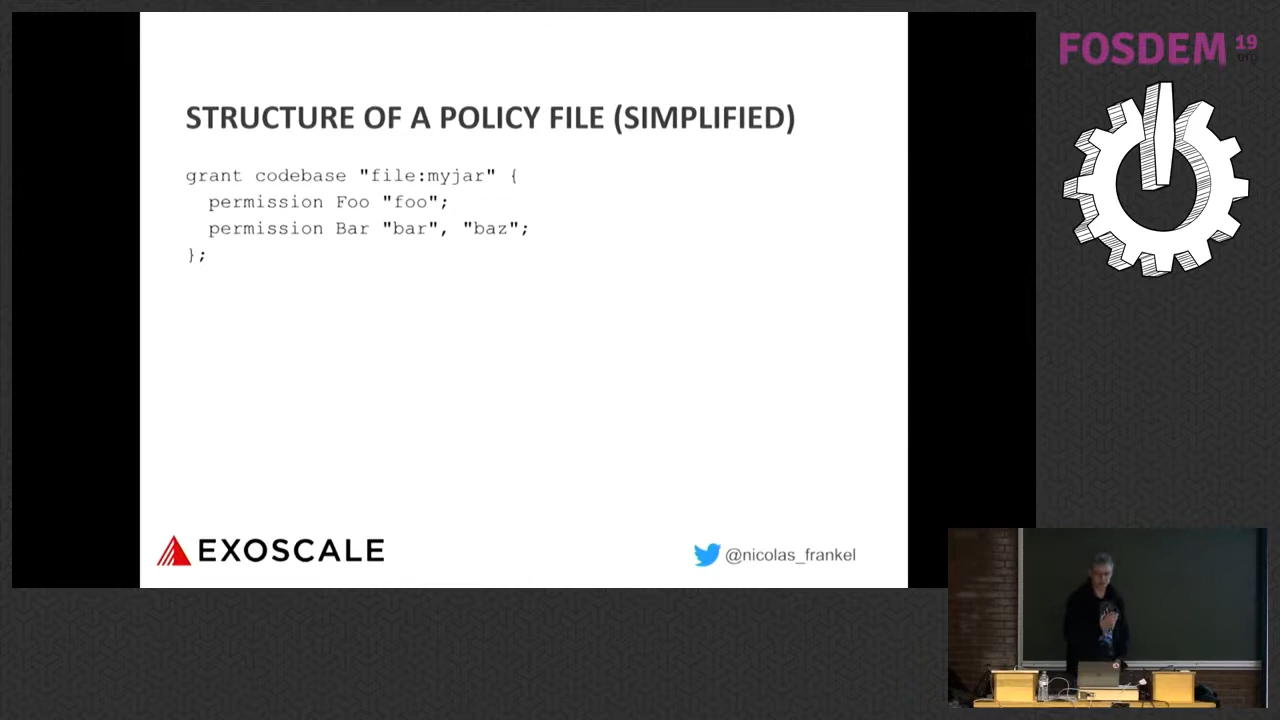 STRUCTURE OF A POLICY FILE (SIMPLIFIED)
grant codebase "file:myjar" {
  permission Foo "foo";
  permission Bar "bar", "baz";
};
EXOSCALE
@nicolas_frankel
FOSDEM 19
.org